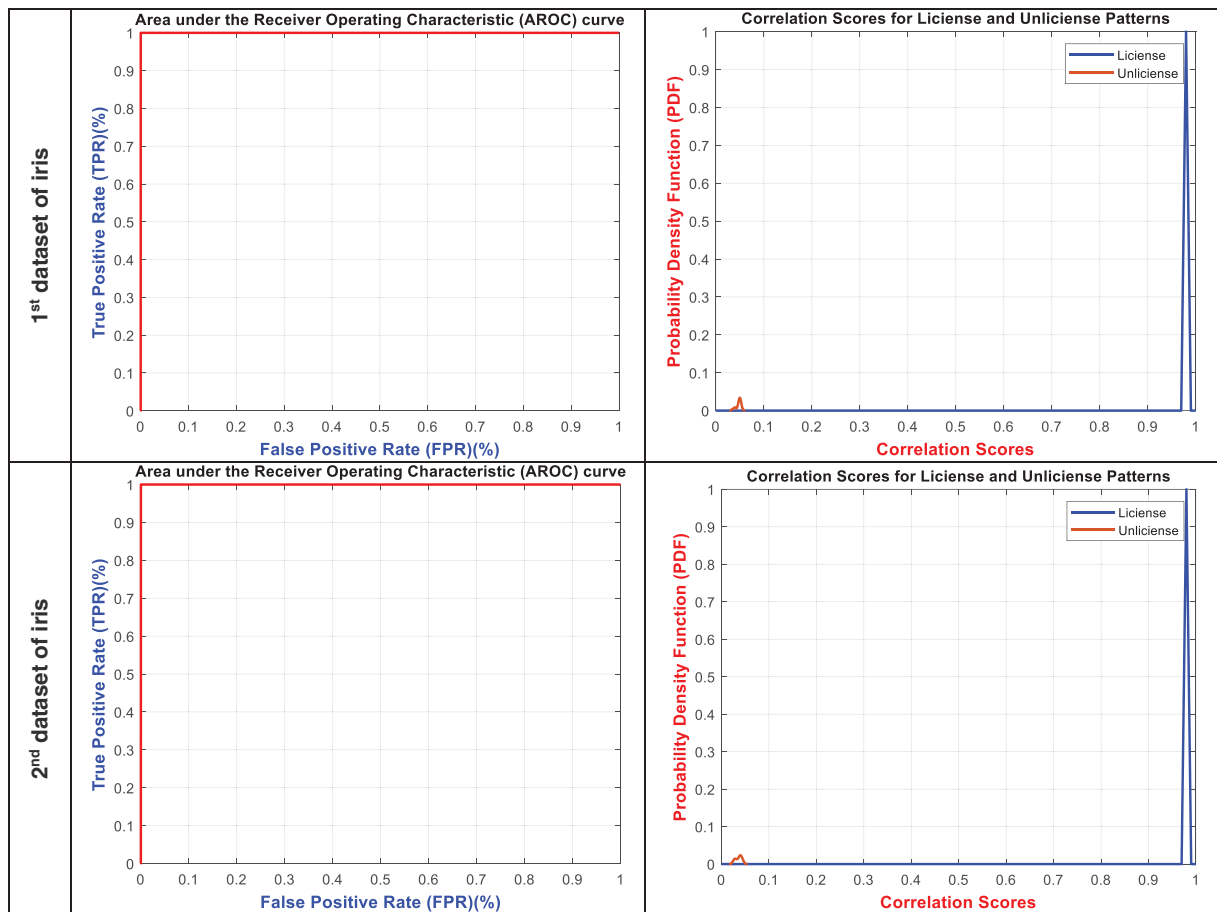 1st dataset of iris
Area under the Receiver Operating Characteristic (AROC) curve
True Positive Rate (TPR)(%)
1
0.9
0.8
0.7
0.6
0.5
0.4
0.3
0.2
0.1
0
0 0.1 0.2 0.3 0.4 0.5 0.6 0.7 0.8 0.9 1
False Positive Rate (FPR)(%)
Correlation Scores for Liciense and Unliciense Patterns
Probability Density Function (PDF)
1
0.9
0.8
0.7
0.6
0.5
0.4
0.3
0.2
0.1
0
Liciense
Unliciense
0 0.1 0.2 0.3 0.4 0.5 0.6 0.7 0.8 0.9 1
Correlation Scores
2nd dataset of iris
Area under the Receiver Operating Characteristic (AROC) curve
True Positive Rate (TPR)(%)
1
0.9
0.8
0.7
0.6
0.5
0.4
0.3
0.2
0.1
0
0 0.1 0.2 0.3 0.4 0.5 0.6 0.7 0.8 0.9 1
False Positive Rate (FPR)(%)
Correlation Scores for Liciense and Unliciense Patterns
Probability Density Function (PDF)
1
0.9
0.8
0.7
0.6
0.5
0.4
0.3
0.2
0.1
0
Liciense
Unliciense
0 0.1 0.2 0.3 0.4 0.5 0.6 0.7 0.8 0.9 1
Correlation Scores